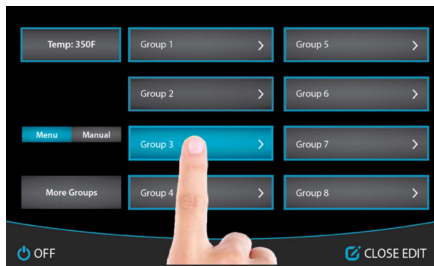 Temp: 350F
Group 1
Group 5
Group 2
Group 6
Menu
Manual
Group 3
Group 7
More Groups
Group 4
Group 8
OFF
CLOSE EDIT